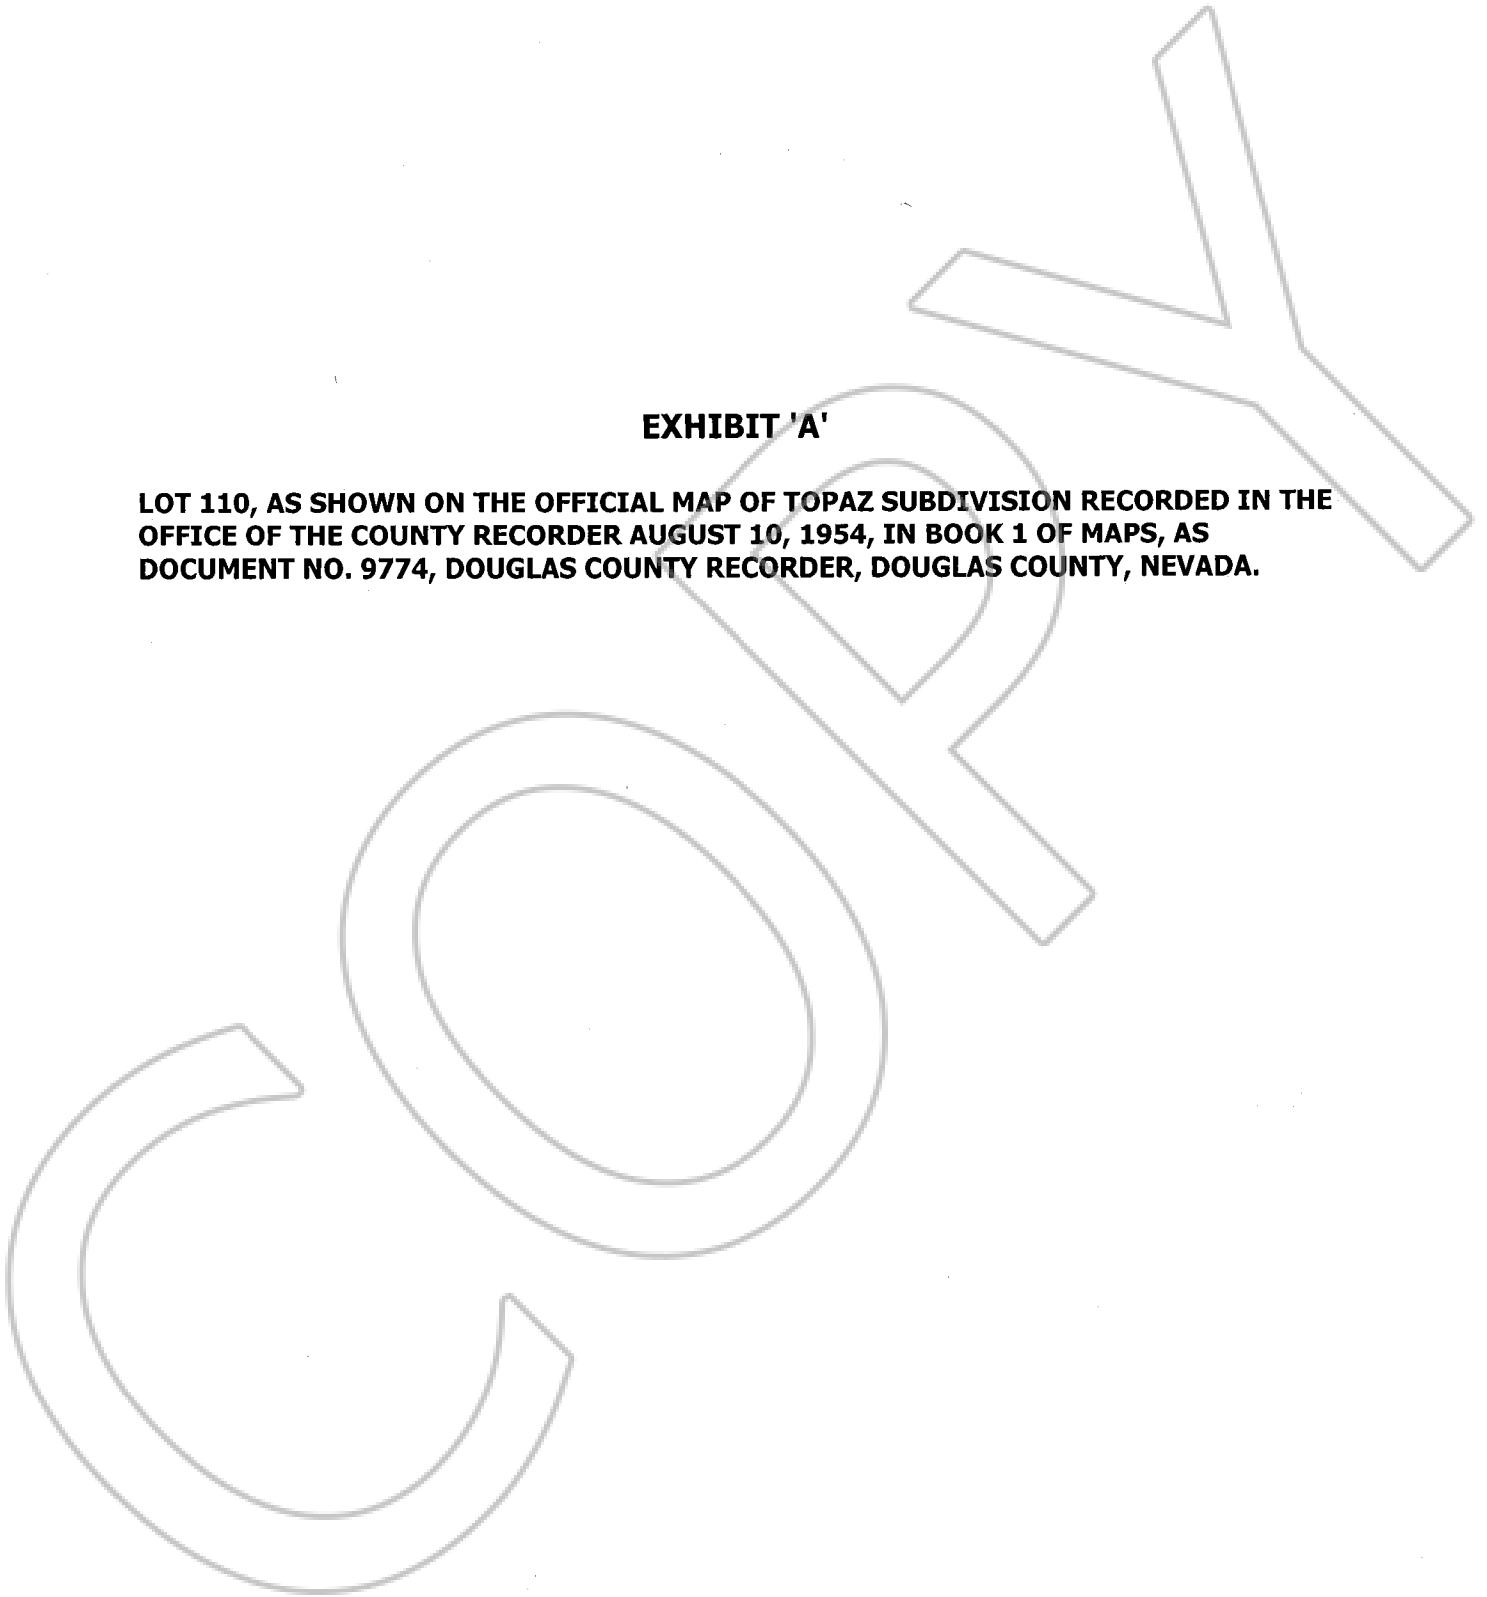 EXHIBIT 'A'
LOT 110, AS SHOWN ON THE OFFICIAL MAP OF TOPAZ SUBDIVISION RECORDED IN THE
OFFICE OF THE COUNTY RECORDER AUGUST 10, 1954, IN BOOK 1 OF MAPS, AS
DOCUMENT NO. 9774, DOUGLAS COUNTY RECORDER, DOUGLAS COUNTY, NEVADA.
COPY